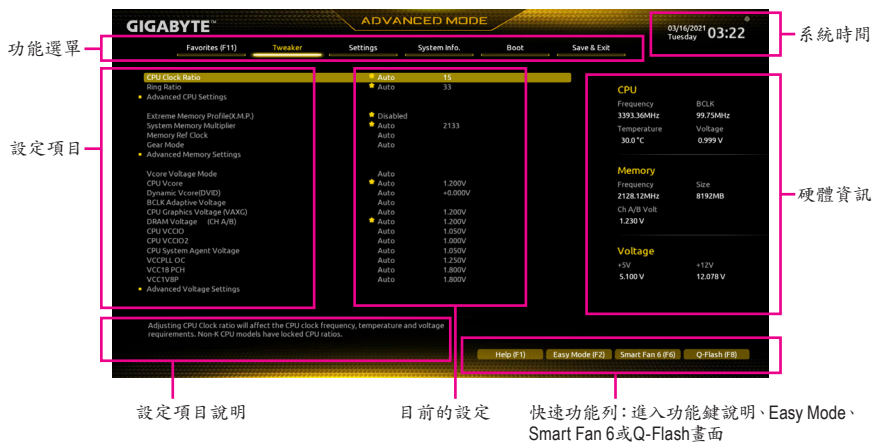 GIGABYTE™
ADVANCED MODE
03/16/2021 Tuesday 03:22
系統時間
功能選單
Favorites (F11) Tweaker Settings System Info. Boot Save & Exit
設定項目
CPU Clock Ratio Auto 15
Ring Ratio Auto 33
Advanced CPU Settings
Extreme Memory Profile(X.M.P.) Disabled
System Memory Multiplier Auto 2133
Memory Ref Clock Auto
Gear Mode Auto
Advanced Memory Settings
Vcore Voltage Mode Auto
CPU Vcore Auto 1.200V
Dynamic Vcore(DVID) Auto +0.000V
BCLK Adaptive Voltage Auto
CPU Graphics Voltage (VAXG) Auto 1.200V
DRAM Voltage (CH A/B) Auto 1.200V
CPU VCCIO Auto 1.050V
CPU VCCIO2 Auto 1.000V
CPU System Agent Voltage Auto 1.050V
VCCPLL OC Auto 1.250V
VCC18 PCH Auto 1.800V
VCC1V8P Auto 1.800V
Advanced Voltage Settings
CPU
Frequency BCLK
3393.36MHz 99.75MHz
Temperature Voltage
30.0 °C 0.999 V
Memory
Frequency Size
2128.12MHz 8192MB
Ch A/B Volt
1.230 V
Voltage
+5V +12V
5.100 V 12.078 V
硬體資訊
Adjusting CPU Clock ratio will affect the CPU clock frequency, temperature and voltage
requirements. Non-K CPU models have locked CPU ratios.
Help (F1) Easy Mode (F2) Smart Fan 6 (F6) Q-Flash (F8)
設定項目說明
目前的設定
快速功能列：進入功能鍵說明、Easy Mode、
Smart Fan 6或Q-Flash畫面